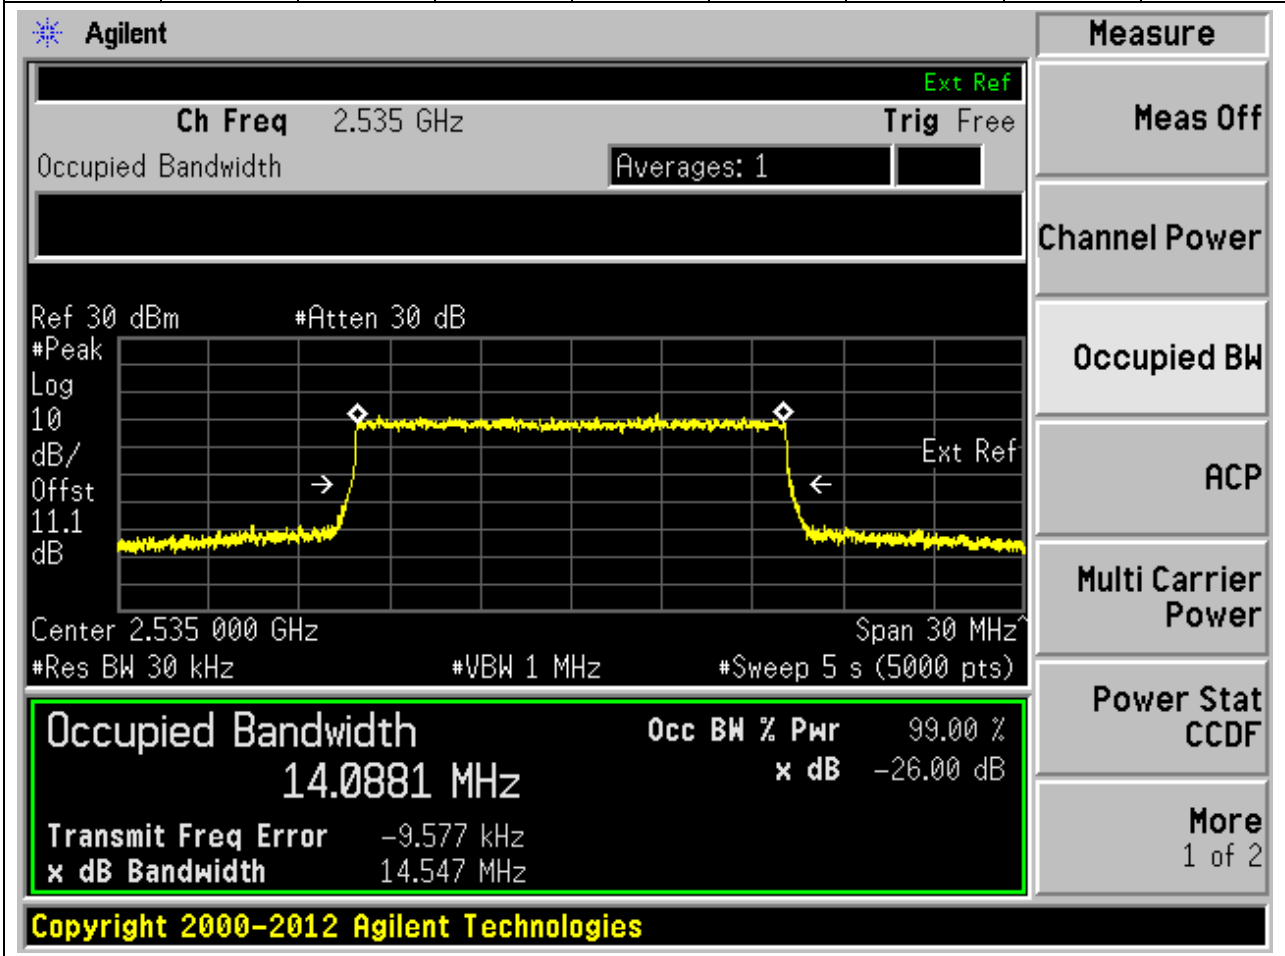 Agilent
Measure
Ext Ref
Ch Freq 2.535 GHz Trig Free
Meas Off
Occupied Bandwidth Averages: 1
Channel Power
Ref 30 dBm #Atten 30 dB
#Peak
Log
10
dB/
Offst
11.1
dB
Ext Ref
Occupied BW
ACP
Center 2.535 000 GHz Span 30 MHz^
#Res BW 30 kHz #VBW 1 MHz #Sweep 5 s (5000 pts)
Multi Carrier
Power
Occupied Bandwidth Occ BW % Pwr 99.00 %
14.0881 MHz x dB -26.00 dB
Transmit Freq Error -9.577 kHz
x dB Bandwidth 14.547 MHz
Power Stat
CCDF
More
1 of 2
Copyright 2000-2012 Agilent Technologies